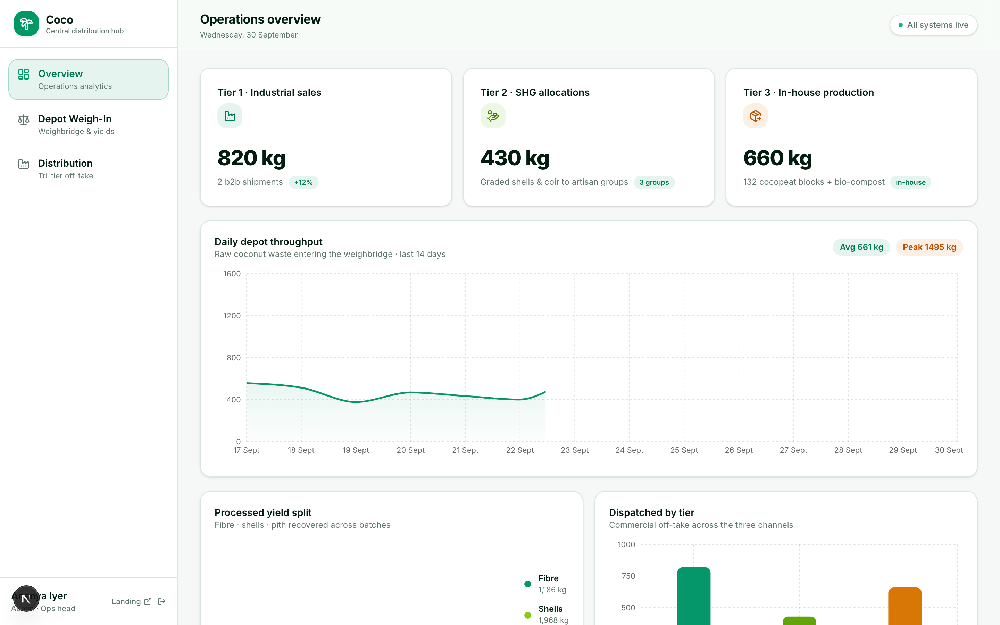 Coco
Central distribution hub
Overview
Operations analytics
Depot Weigh-In
Weighbridge & yields
Distribution
Tri-tier off-take
Iyer
· Ops head
Landing
N
Operations overview
Wednesday, 30 September
All systems live
Tier 1 · Industrial sales
820 kg
2 b2b shipments +12%
Tier 2 · SHG allocations
430 kg
Graded shells & coir to artisan groups 3 groups
Tier 3 · In-house production
660 kg
132 cocopeat blocks + bio-compost in-house
Daily depot throughput
Raw coconut waste entering the weighbridge · last 14 days
Avg 661 kg Peak 1495 kg
1600
1200
800
400
0
17 Sept 18 Sept 19 Sept 20 Sept 21 Sept 22 Sept 23 Sept 24 Sept 25 Sept 26 Sept 27 Sept 28 Sept 29 Sept 30 Sept
Processed yield split
Fibre · shells · pith recovered across batches
Fibre
1,186 kg
Shells
1,968 kg
Dispatched by tier
Commercial off-take across the three channels
1000
750
500